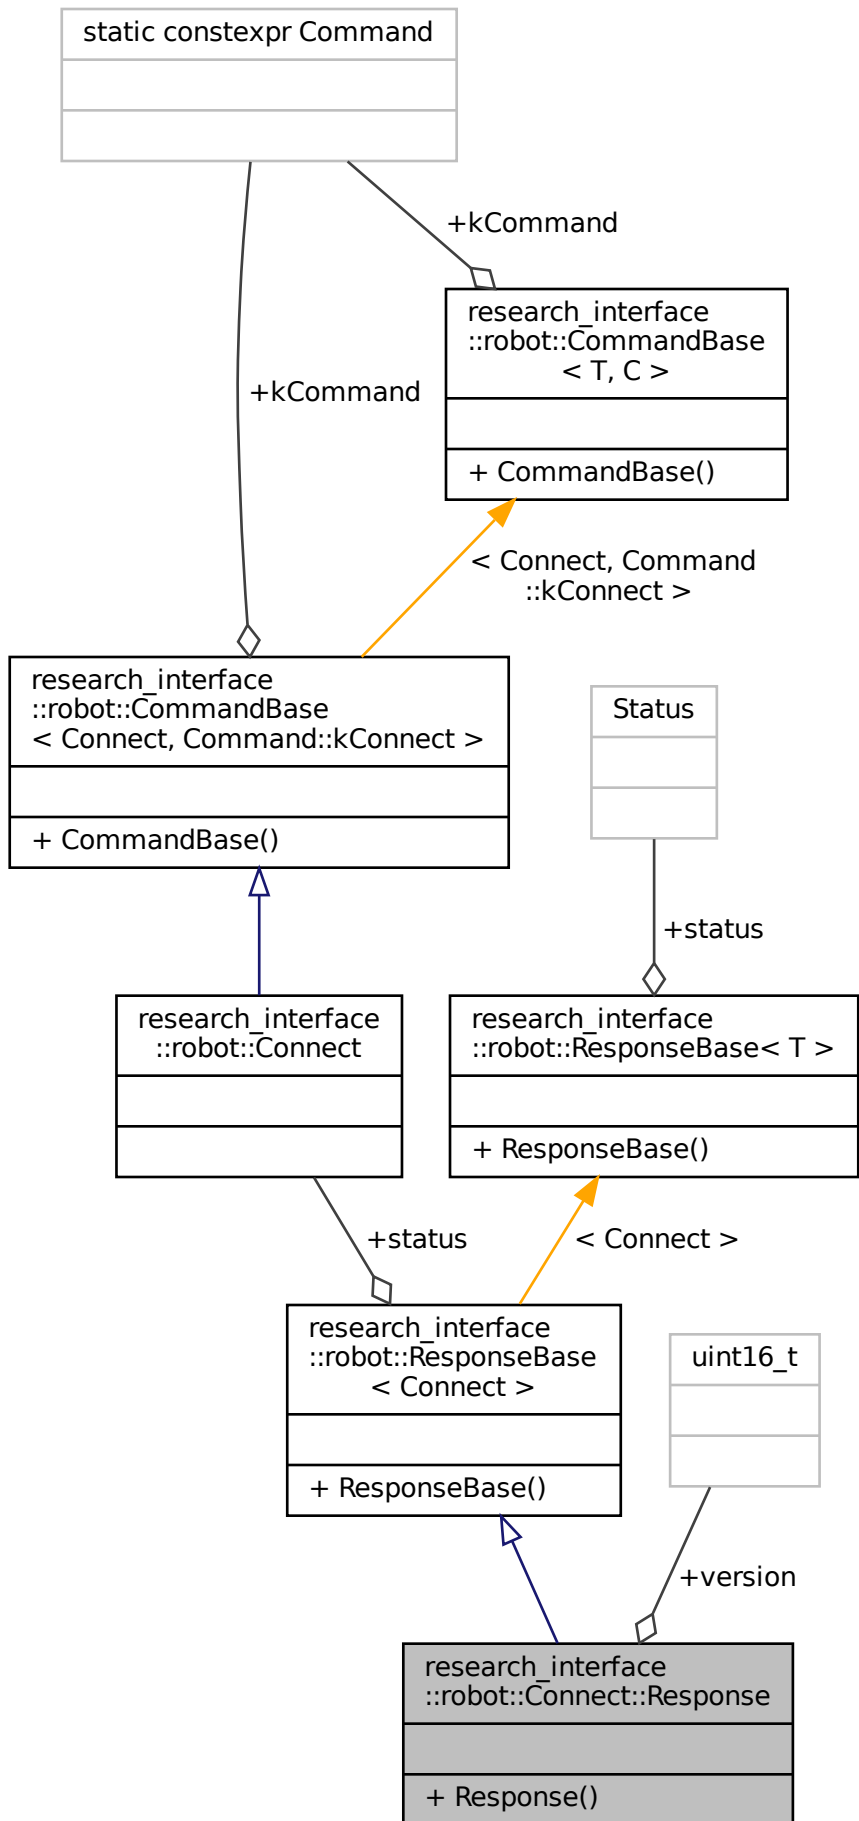 static constexpr Command
+kCommand
research_interface
::robot::CommandBase
< T, C >
+ CommandBase()
+kCommand
< Connect, Command
::kConnect >
research_interface
::robot::CommandBase
< Connect, Command::kConnect >
+ CommandBase()
Status
+status
research_interface
::robot::Connect
research_interface
::robot::ResponseBase< T >
+ ResponseBase()
+status
< Connect >
research_interface
::robot::ResponseBase
< Connect >
+ ResponseBase()
uint16_t
+version
research_interface
::robot::Connect::Response
+ Response()